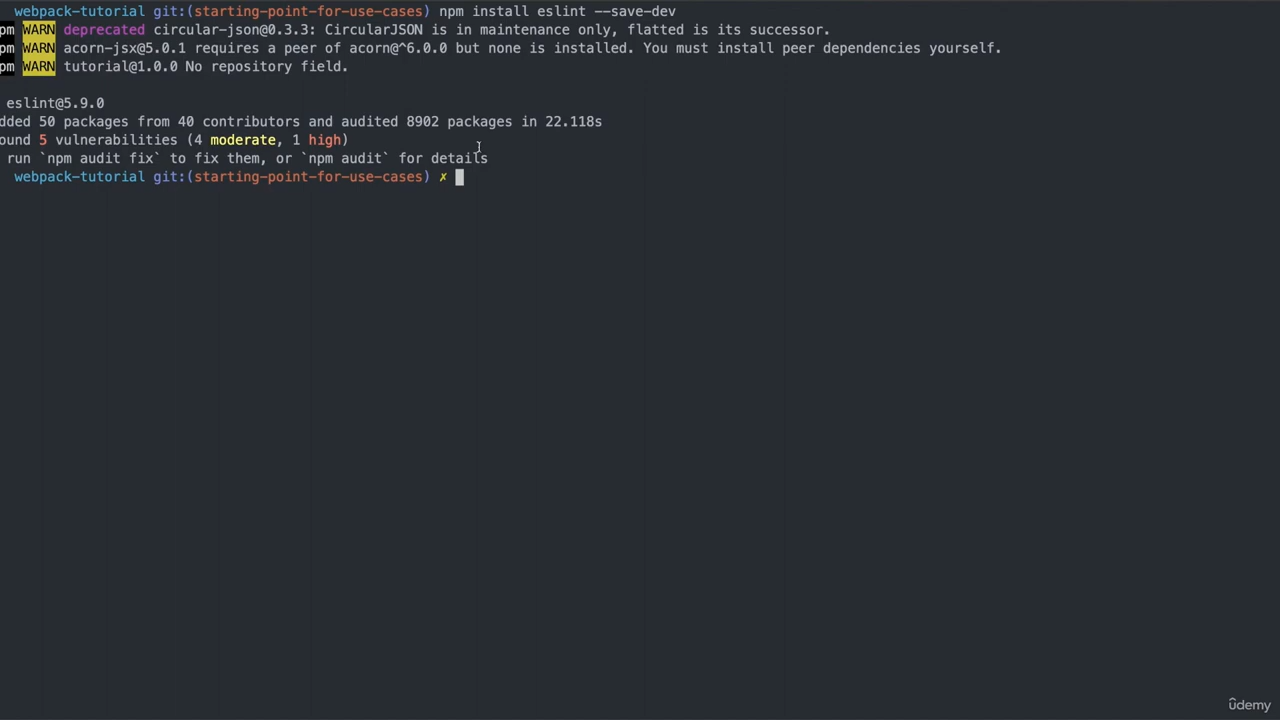 webpack-tutorial git:(starting-point-for-use-cases) npm install eslint --save-dev
pm WARN deprecated circular-json@0.3.3: CircularJSON is in maintenance only, flatted is its successor.
pm WARN acorn-jsx@5.0.1 requires a peer of acorn@^6.0.0 but none is installed. You must install peer dependencies yourself.
pm WARN tutorial@1.0.0 No repository field.
eslint@5.9.0
dded 50 packages from 40 contributors and audited 8902 packages in 22.118s
ound 5 vulnerabilities (4 moderate, 1 high)
run `npm audit fix` to fix them, or `npm audit` for details
webpack-tutorial git:(starting-point-for-use-cases) ✗
ûdemy